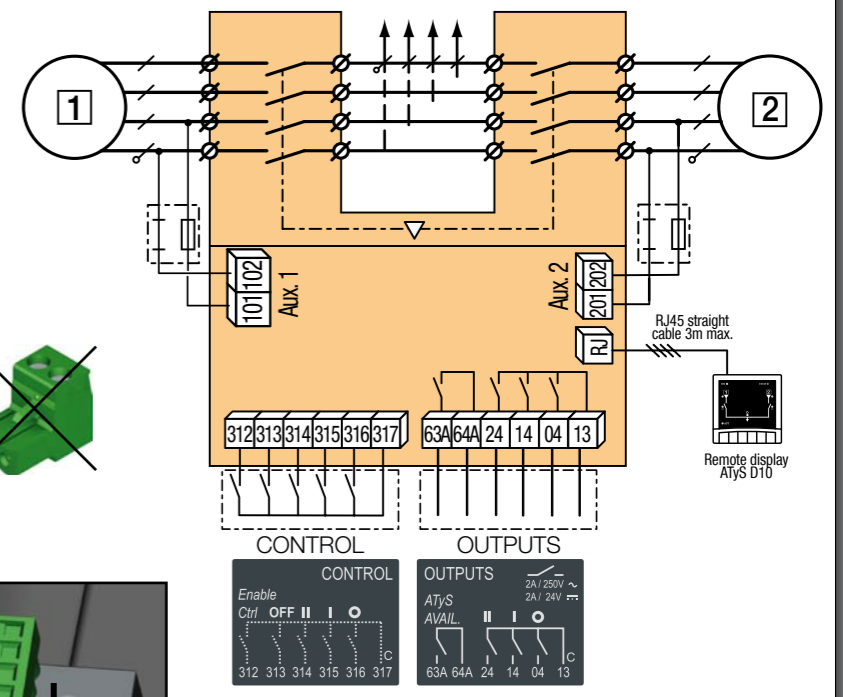 1
2
102
101
Aux. 1
Aux. 2
202
201
RJ
RJ45 straight
cable 3m max.
Remote display
ATyS D10
312 313 314 315 316 317
63A 64A 24 14 04 13
CONTROL
OUTPUTS
CONTROL
Enable
Ctrl OFF II I O
C
312 313 314 315 316 317
OUTPUTS
2A / 250V ~
2A / 24V ⎓
ATyS
AVAIL. II I O
C
63A 64A 24 14 04 13